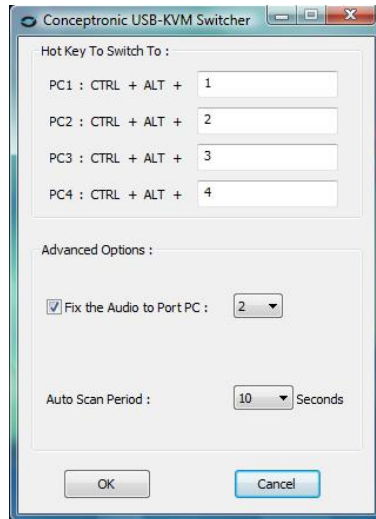 Conceptronic USB-KVM Switcher
Hot Key To Switch To :
PC1 : CTRL + ALT + 1
PC2 : CTRL + ALT + 2
PC3 : CTRL + ALT + 3
PC4 : CTRL + ALT + 4
Advanced Options :
Fix the Audio to Port PC : 2
Auto Scan Period : 10 Seconds
OK Cancel